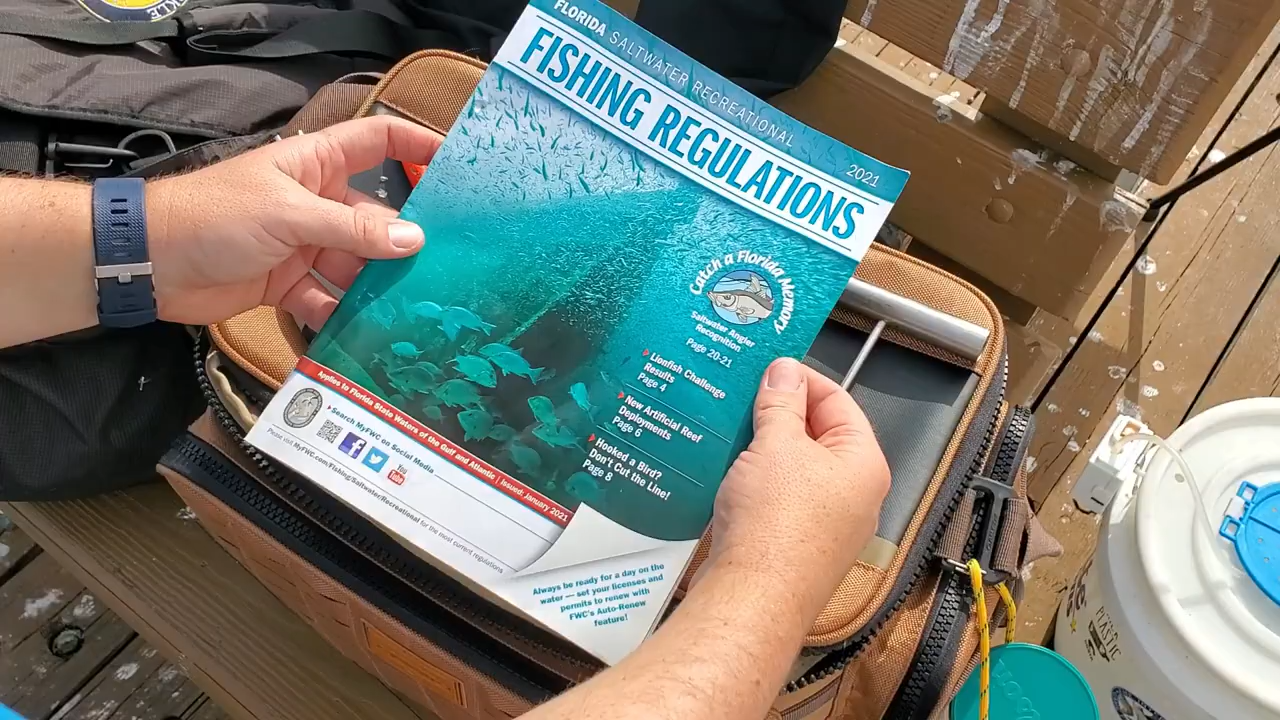 KLE
FLORIDA SALTWATER RECREATIONAL
FISHING REGULATIONS
2021
Catch a Florida Memory
Saltwater Angler
Recognition
Page 20-21
Lionfish Challenge
Results
Page 4
New Artificial Reef
Deployments
Page 6
Hooked a Bird?
Don't Cut the Line!
Page 8
Applies to Florida State Waters of the Gulf and Atlantic | Issued: January 2021
Search MyFWC on Social Media
You
Tube
Please visit MyFWC.com/Fishing/Saltwater/Recreational for the most current regulations
Always be ready for a day on the
water — set your licenses and
permits to renew with
FWC's Auto-Renew
feature!